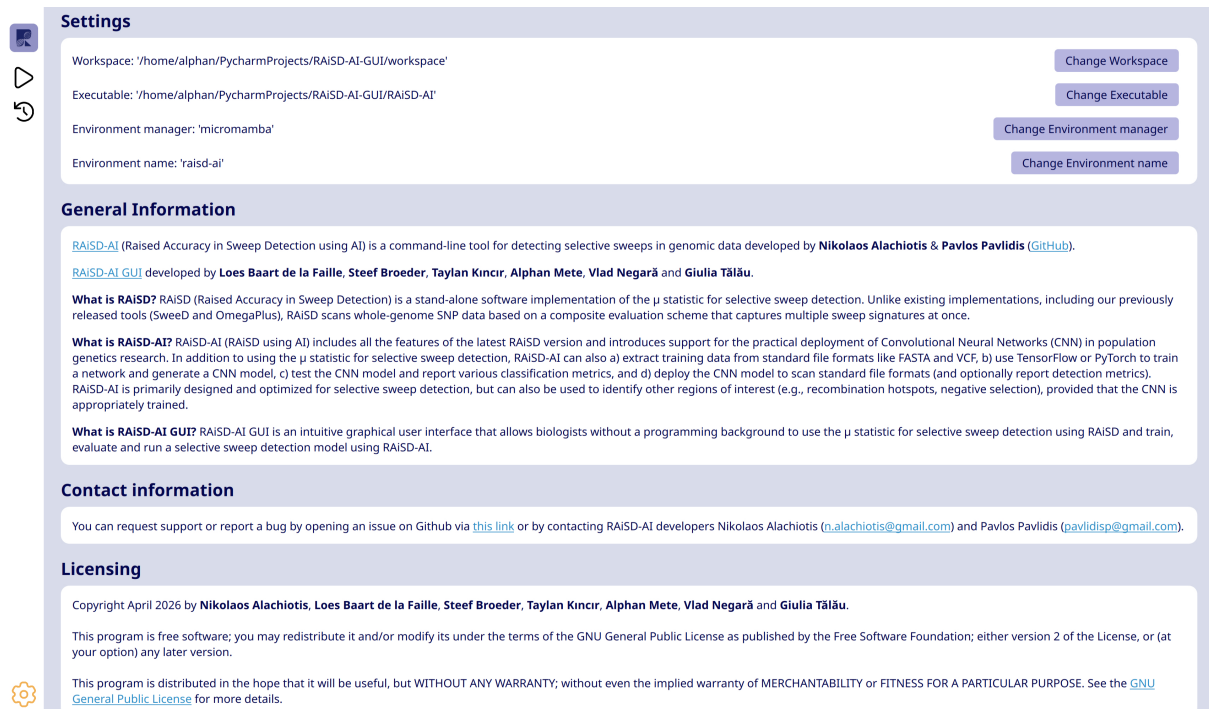 Settings
Workspace: '/home/alphan/PycharmProjects/RAiSD-AI-GUI/workspace'
Change Workspace
Executable: '/home/alphan/PycharmProjects/RAiSD-AI-GUI/RAiSD-AI'
Change Executable
Environment manager: 'micromamba'
Change Environment manager
Environment name: 'raisd-ai'
Change Environment name
General Information
RAiSD-AI (Raised Accuracy in Sweep Detection using AI) is a command-line tool for detecting selective sweeps in genomic data developed by Nikolaos Alachiotis & Pavlos Pavlidis (GitHub).
RAiSD-AI GUI developed by Loes Baart de la Faille, Steef Broeder, Taylan Kıncır, Alphan Mete, Vlad Negară and Giulia Tălău.
What is RAiSD? RAiSD (Raised Accuracy in Sweep Detection) is a stand-alone software implementation of the μ statistic for selective sweep detection. Unlike existing implementations, including our previously
released tools (SweeD and OmegaPlus), RAiSD scans whole-genome SNP data based on a composite evaluation scheme that captures multiple sweep signatures at once.
What is RAiSD-AI? RAiSD-AI (RAiSD using AI) includes all the features of the latest RAiSD version and introduces support for the practical deployment of Convolutional Neural Networks (CNN) in population
genetics research. In addition to using the μ statistic for selective sweep detection, RAiSD-AI can also a) extract training data from standard file formats like FASTA and VCF, b) use TensorFlow or PyTorch to train
a network and generate a CNN model, c) test the CNN model and report various classification metrics, and d) deploy the CNN model to scan standard file formats (and optionally report detection metrics).
RAiSD-AI is primarily designed and optimized for selective sweep detection, but can also be used to identify other regions of interest (e.g., recombination hotspots, negative selection), provided that the CNN is
appropriately trained.
What is RAiSD-AI GUI? RAiSD-AI GUI is an intuitive graphical user interface that allows biologists without a programming background to use the μ statistic for selective sweep detection using RAiSD and train,
evaluate and run a selective sweep detection model using RAiSD-AI.
Contact information
You can request support or report a bug by opening an issue on Github via this link or by contacting RAiSD-AI developers Nikolaos Alachiotis (n.alachiotis@gmail.com) and Pavlos Pavlidis (pavlidisp@gmail.com).
Licensing
Copyright April 2026 by Nikolaos Alachiotis, Loes Baart de la Faille, Steef Broeder, Taylan Kıncır, Alphan Mete, Vlad Negară and Giulia Tălău.
This program is free software; you may redistribute it and/or modify its under the terms of the GNU General Public License as published by the Free Software Foundation; either version 2 of the License, or (at
your option) any later version.
This program is distributed in the hope that it will be useful, but WITHOUT ANY WARRANTY; without even the implied warranty of MERCHANTABILITY or FITNESS FOR A PARTICULAR PURPOSE. See the GNU
General Public License for more details.